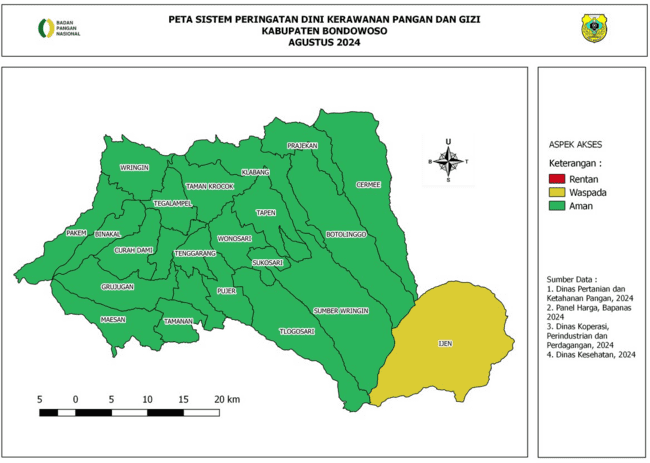 BADAN
PANGAN
NASIONAL
PETA SISTEM PERINGATAN DINI KERAWANAN PANGAN DAN GIZI
KABUPATEN BONDOWOSO
AGUSTUS 2024
PRAJEKAN
WRINGIN
KLABANG
TAMAN KROCOK
CERMEE
TEGALAMPEL
TAPEN
PAKEM
BINAKAL
BOTOLINGGO
WONOSARI
CURAH DAMI
TENGGARANG
SUKOSARI
GRUJUGAN
PUJER
SUMBER WRINGIN
MAESAN
TAMANAN
TLOGOSARI
IJEN
U
B
T
S
5 0 5 10 15 20 km
ASPEK AKSES
Keterangan :
Rentan
Waspada
Aman
Sumber Data :
1. Dinas Pertanian dan
Ketahanan Pangan, 2024
2. Panel Harga, Bapanas
2024
3. Dinas Koperasi,
Perindustrian dan
Perdagangan, 2024
4. Dinas Kesehatan, 2024